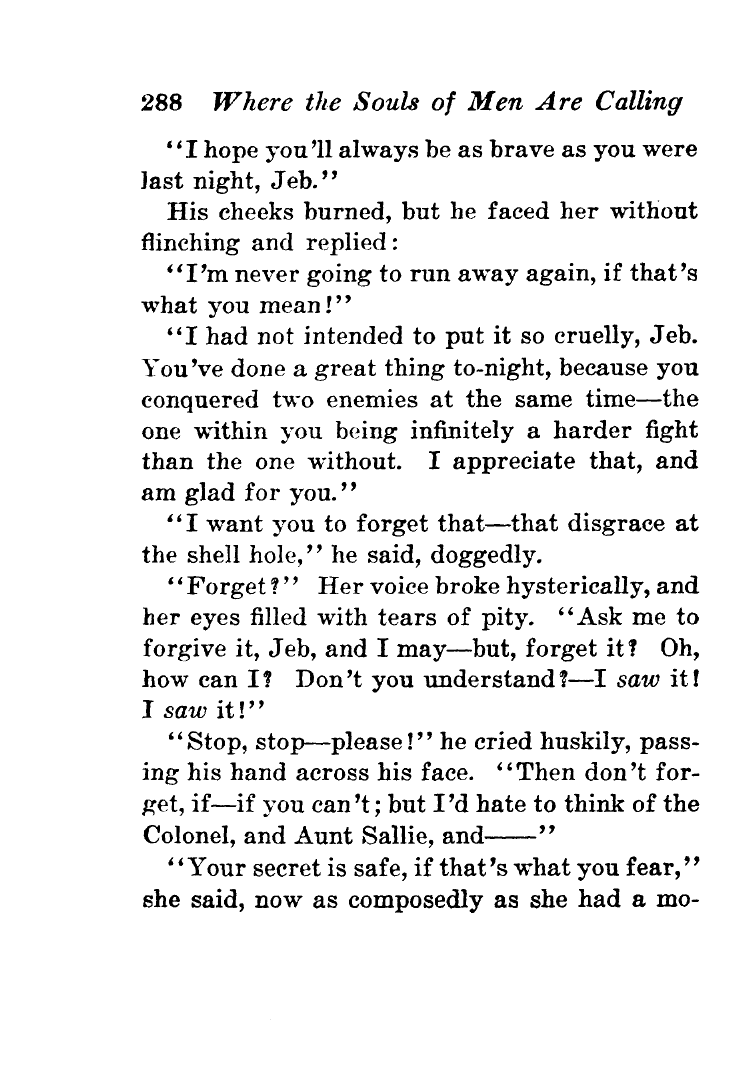 288 Where the Souls of Men Are Calling
"I hope you'll always be as brave as you were
last night, Jeb."
His cheeks burned, but he faced her without
flinching and replied:
"I'm never going to run away again, if that's
what you mean!"
"I had not intended to put it so cruelly, Jeb.
You've done a great thing to-night, because you
conquered two enemies at the same time—the
one within you being infinitely a harder fight
than the one without. I appreciate that, and
am glad for you."
"I want you to forget that—that disgrace at
the shell hole," he said, doggedly.
"Forget?" Her voice broke hysterically, and
her eyes filled with tears of pity. "Ask me to
forgive it, Jeb, and I may—but, forget it? Oh,
how can I? Don't you understand?—I saw it!
I saw it!"
"Stop, stop—please!" he cried huskily, pass-
ing his hand across his face. "Then don't for-
get, if—if you can't; but I'd hate to think of the
Colonel, and Aunt Sallie, and——"
"Your secret is safe, if that's what you fear,"
she said, now as composedly as she had a mo-